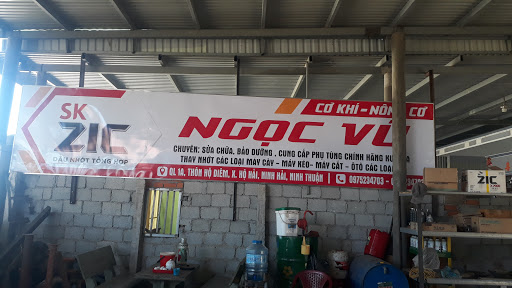 SK
ZIC
DẦU NHỚT TỔNG HỢP
CƠ KHÍ - NÔNG CƠ
NGỌC VŨ
CHUYÊN: SỬA CHỮA, BẢO DƯỠNG, CUNG CẤP PHỤ TÙNG CHÍNH HÃNG
THAY NHỚT CÁC LOẠI MÁY CÀY - MÁY KÉO - MÁY CẮT - ÔTÔ CÁC LOẠI
QL 1A, THÔN HỘ DIÊM, X. HỘ HẢI, NINH HẢI, NINH THUẬN
0975234703
ZIC